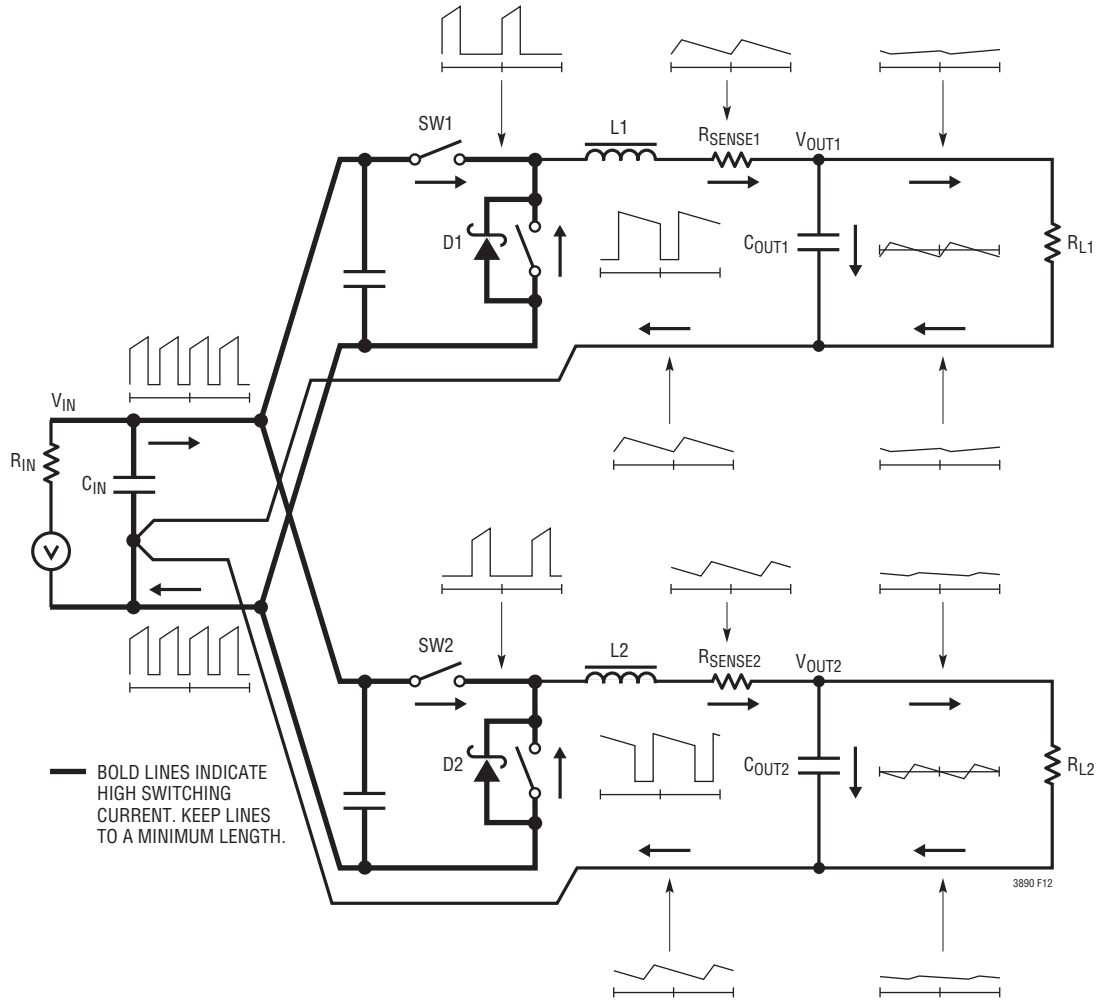 SW1
L1
RSENSE1
VOUT1
D1
COUT1
RL1
VIN
RIN
CIN
V
SW2
L2
RSENSE2
VOUT2
D2
COUT2
RL2
BOLD LINES INDICATE
HIGH SWITCHING
CURRENT. KEEP LINES
TO A MINIMUM LENGTH.
3890 F12